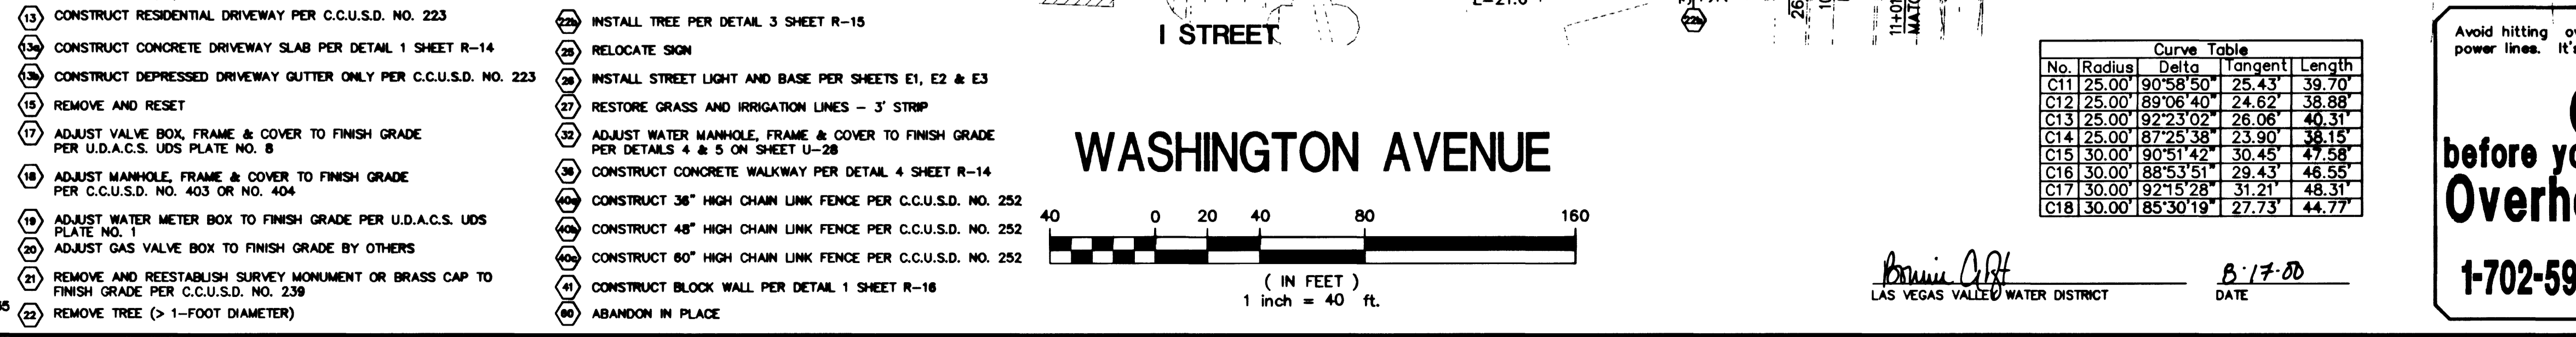 13 CONSTRUCT RESIDENTIAL DRIVEWAY PER C.C.U.S.D. NO. 223
13a CONSTRUCT CONCRETE DRIVEWAY SLAB PER DETAIL 1 SHEET R-14
13b CONSTRUCT DEPRESSED DRIVEWAY GUTTER ONLY PER C.C.U.S.D. NO. 223
15 REMOVE AND RESET
17 ADJUST VALVE BOX, FRAME & COVER TO FINISH GRADE
PER U.D.A.C.S. UDS PLATE NO. 8
18 ADJUST MANHOLE, FRAME & COVER TO FINISH GRADE
PER C.C.U.S.D. NO. 403 OR NO. 404
19 ADJUST WATER METER BOX TO FINISH GRADE PER U.D.A.C.S. UDS
PLATE NO. 1
20 ADJUST GAS VALVE BOX TO FINISH GRADE BY OTHERS
21 REMOVE AND REESTABLISH SURVEY MONUMENT OR BRASS CAP TO
FINISH GRADE PER C.C.U.S.D. NO. 239
22 REMOVE TREE (> 1-FOOT DIAMETER)
22b INSTALL TREE PER DETAIL 3 SHEET R-15
25 RELOCATE SIGN
26 INSTALL STREET LIGHT AND BASE PER SHEETS E1, E2 & E3
27 RESTORE GRASS AND IRRIGATION LINES - 3' STRIP
32 ADJUST WATER MANHOLE, FRAME & COVER TO FINISH GRADE
PER DETAILS 4 & 5 ON SHEET U-28
36 CONSTRUCT CONCRETE WALKWAY PER DETAIL 4 SHEET R-14
40a CONSTRUCT 36" HIGH CHAIN LINK FENCE PER C.C.U.S.D. NO. 252
40b CONSTRUCT 48" HIGH CHAIN LINK FENCE PER C.C.U.S.D. NO. 252
40c CONSTRUCT 60" HIGH CHAIN LINK FENCE PER C.C.U.S.D. NO. 252
41 CONSTRUCT BLOCK WALL PER DETAIL 1 SHEET R-16
60 ABANDON IN PLACE
I STREET
22b
11+01
WASHINGTON AVENUE
40 0 20 40 80 160
( IN FEET )
1 inch = 40 ft.
Curve Table
No. Radius Delta Tangent Length
C11 25.00' 90°58'50" 25.43' 39.70'
C12 25.00' 89°06'40" 24.62' 38.88'
C13 25.00' 92°23'02" 26.06' 40.31'
C14 25.00' 87°25'38" 23.90' 38.15'
C15 30.00' 90°51'42" 30.45' 47.58'
C16 30.00' 88°53'51" 29.43' 46.55'
C17 30.00' 92°15'28" 31.21' 48.31'
C18 30.00' 85°30'19" 27.73' 44.77'
8-17-00
LAS VEGAS VALLEY WATER DISTRICT DATE
Avoid hitting
power lines. It's
before
Overh
1-702-59